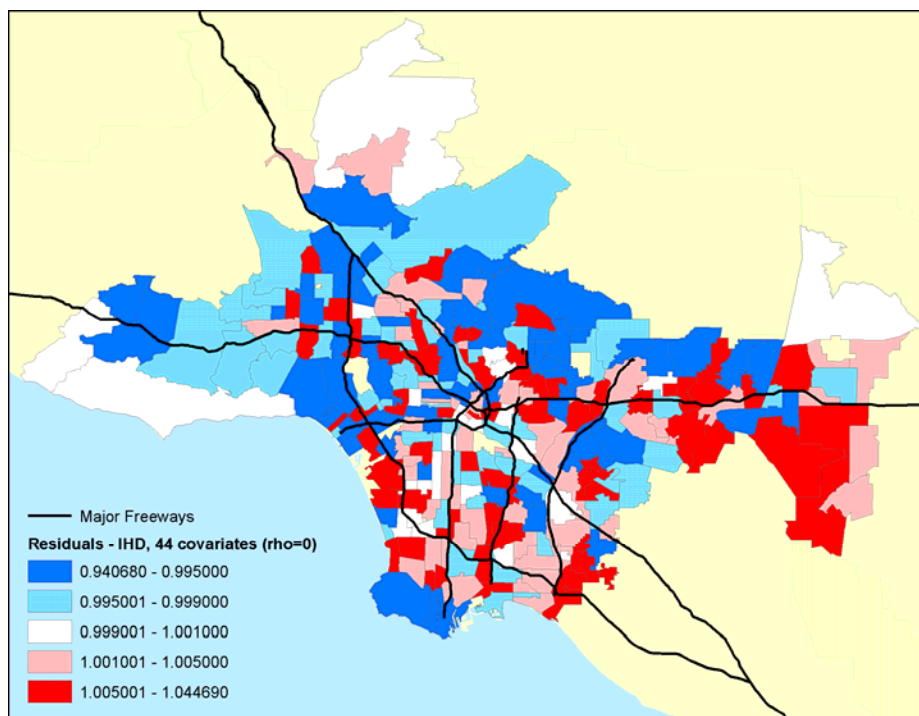 Major Freeways
Residuals - IHD, 44 covariates (rho=0)
0.940680 - 0.995000
0.995001 - 0.999000
0.999001 - 1.001000
1.001001 - 1.005000
1.005001 - 1.044690